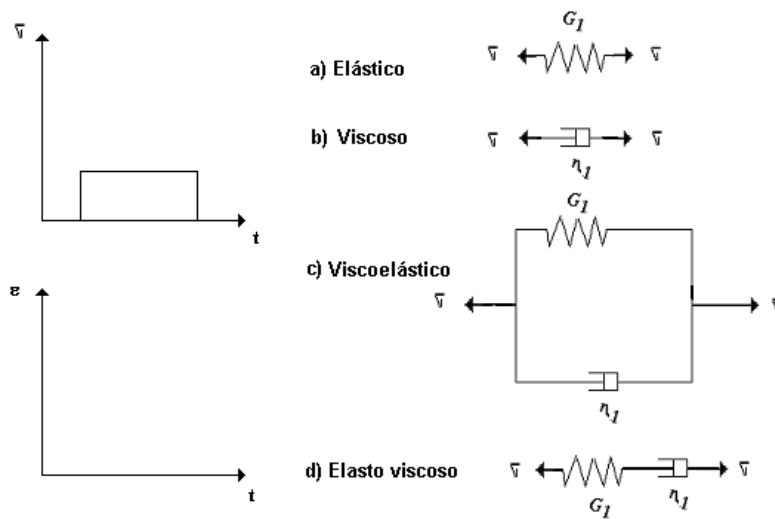 G1
a) Elástico
b) Viscoso
η1
t
G1
c) Viscoelástico
ε
η1
d) Elasto viscoso
G1
η1
t